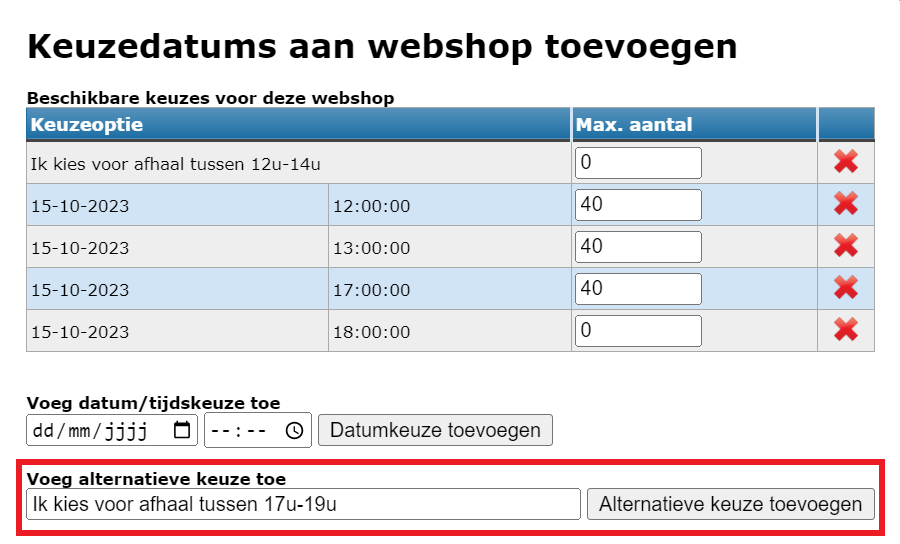 Keuzedatums aan webshop toevoegen
Beschikbare keuzes voor deze webshop
Keuzeoptie Max. aantal
Ik kies voor afhaal tussen 12u-14u 0
15-10-2023 12:00:00 40
15-10-2023 13:00:00 40
15-10-2023 17:00:00 40
15-10-2023 18:00:00 0
Voeg datum/tijdskeuze toe
dd/mm/jjjj --:-- Datumkeuze toevoegen
Voeg alternatieve keuze toe
Ik kies voor afhaal tussen 17u-19u Alternatieve keuze toevoegen